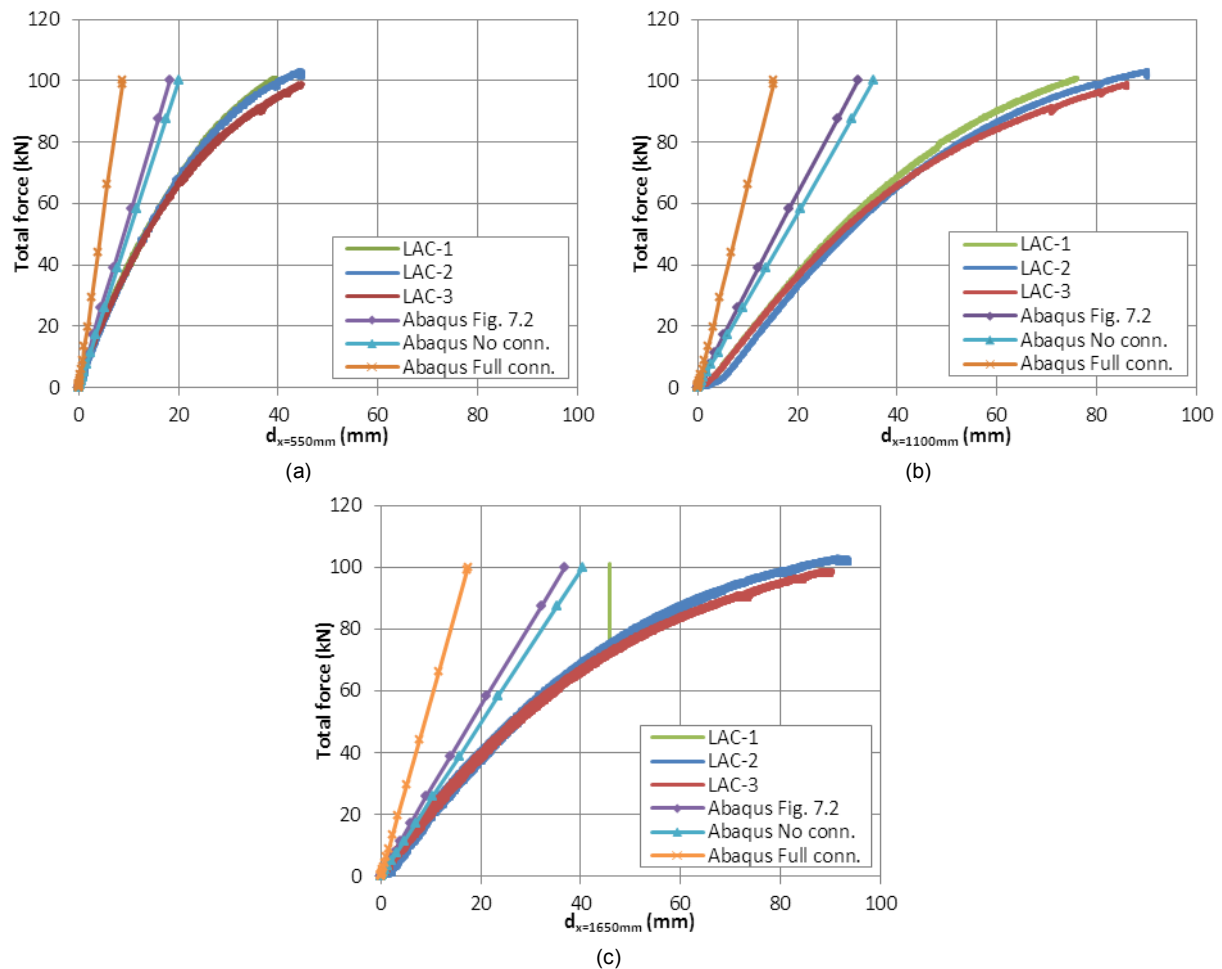 120
100
80
60
40
20
0
Total force (kN)
LAC-1
LAC-2
LAC-3
Abaqus Fig. 7.2
Abaqus No conn.
Abaqus Full conn.
0 20 40 60 80 100
dx=550mm (mm)
(a)
120
100
80
60
40
20
0
Total force (kN)
LAC-1
LAC-2
LAC-3
Abaqus Fig. 7.2
Abaqus No conn.
Abaqus Full conn.
0 20 40 60 80 100
dx=1100mm (mm)
(b)
120
100
80
60
40
20
0
Total force (kN)
LAC-1
LAC-2
LAC-3
Abaqus Fig. 7.2
Abaqus No conn.
Abaqus Full conn.
0 20 40 60 80 100
dx=1650mm (mm)
(c)